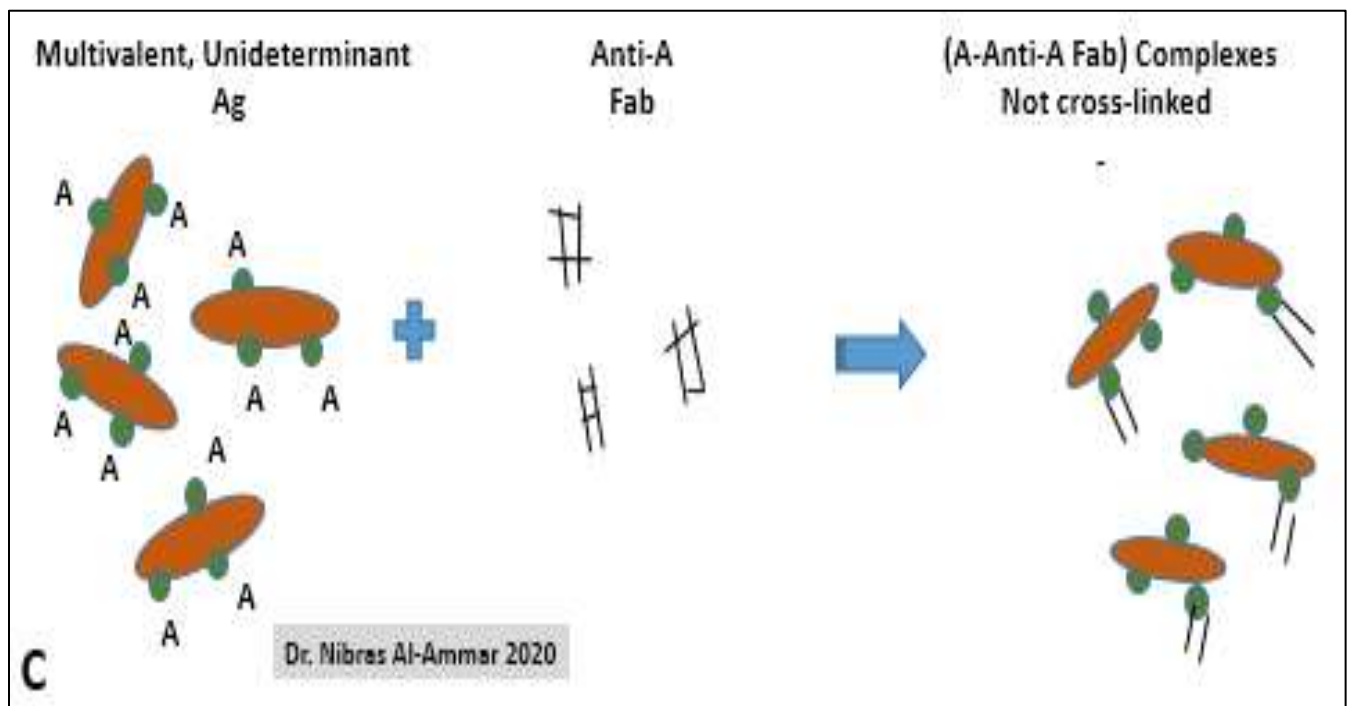 Multivalent, Unideterminant
Ag
Anti-A
Fab
(A-Anti-A Fab) Complexes
Not cross-linked
-
A
A
A
A
A
A
A
A
A
A
A
A
Dr. Nibras Al-Ammar 2020
C